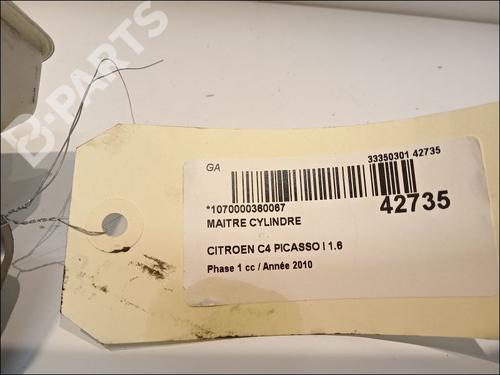 B-PARTS
GA
33350301 42735
*1070000360067
42735
MAITRE CYLINDRE
CITROEN C4 PICASSO I 1.6
Phase 1 cc / Année 2010